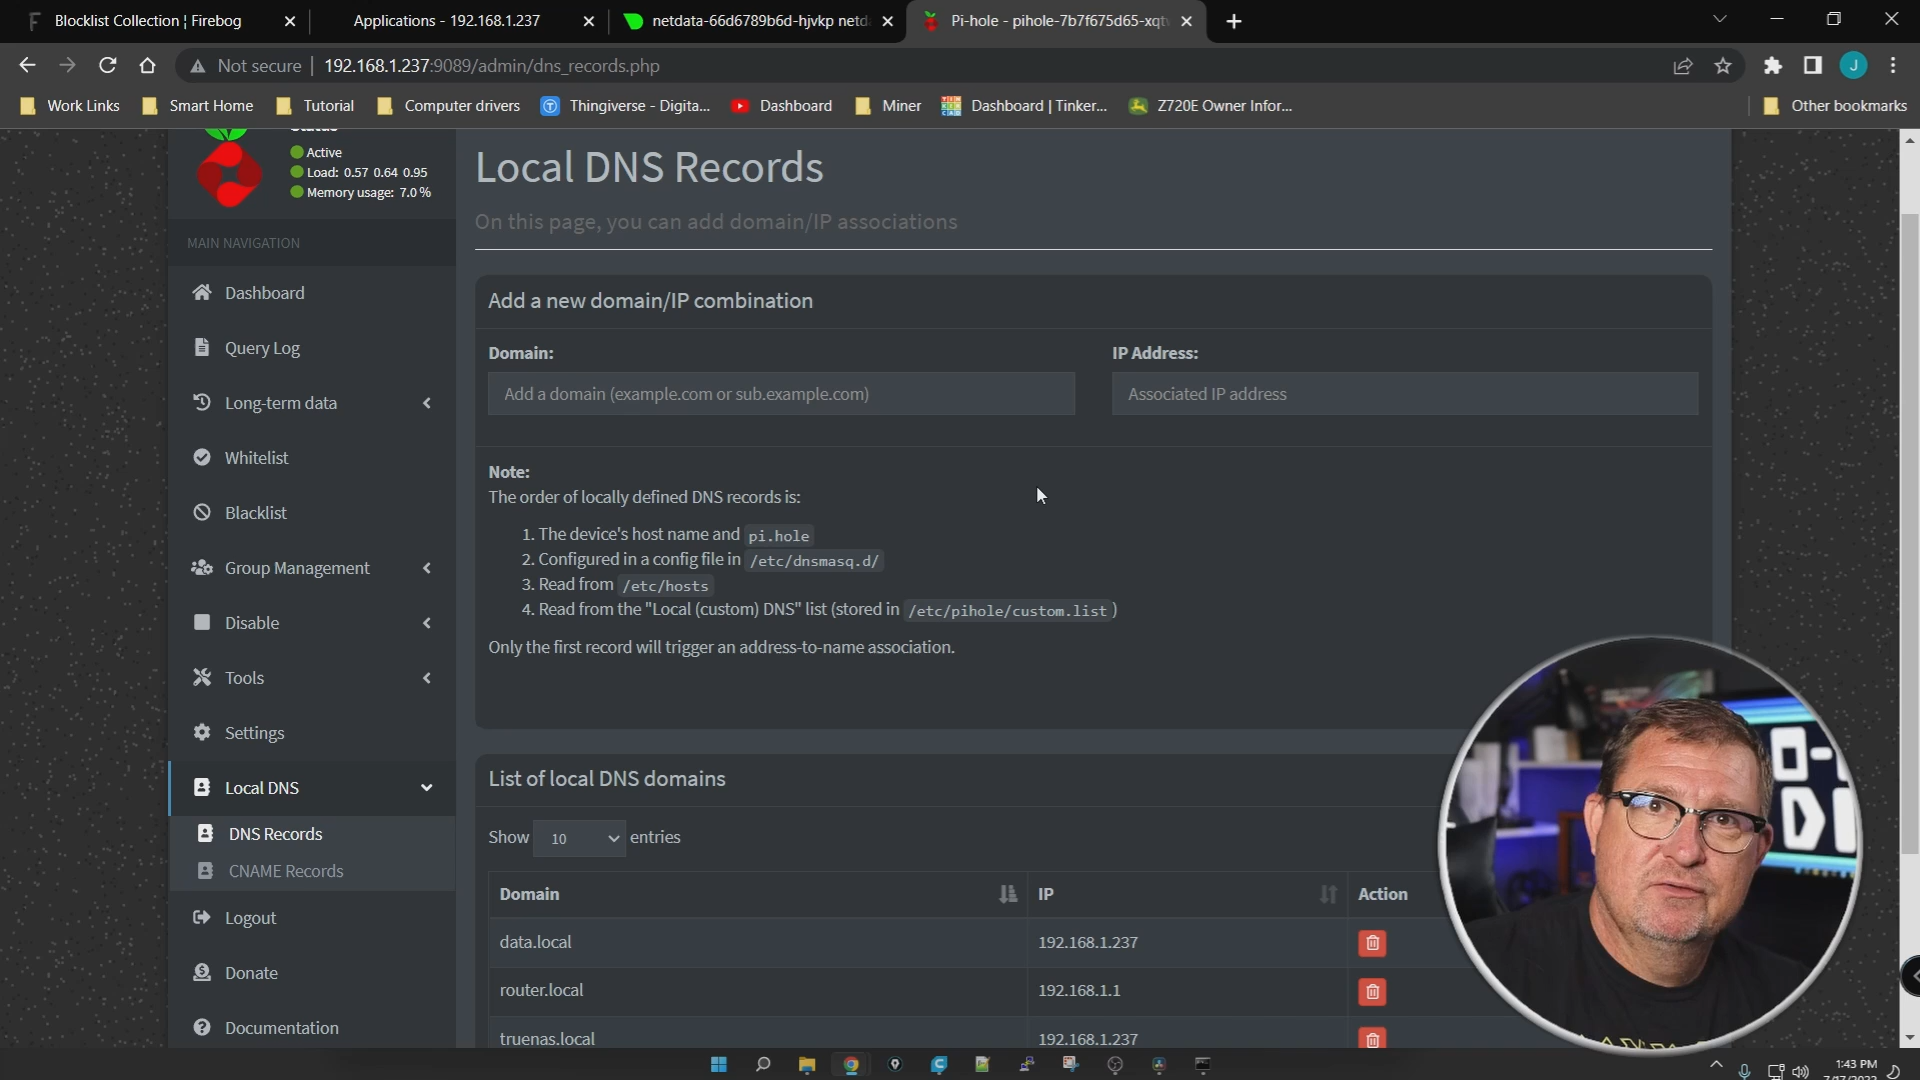 Blocklist Collection | Firebog
Applications - 192.168.1.237
netdata-66d6789b6d-hjvkp netda
Pi-hole - pihole-7b7f675d65-xqtv
Not secure
192.168.1.237:9089/admin/dns_records.php
J
Work Links
Smart Home
Tutorial
Computer drivers
Thingiverse - Digita...
Dashboard
Miner
Dashboard | Tinker...
Z720E Owner Infor...
Other bookmarks
Status
Active
Load: 0.57 0.64 0.95
Memory usage: 7.0 %
MAIN NAVIGATION
Dashboard
Query Log
Long-term data
Whitelist
Blacklist
Group Management
Disable
Tools
Settings
Local DNS
DNS Records
CNAME Records
Logout
Donate
Documentation
Local DNS Records
On this page, you can add domain/IP associations
Add a new domain/IP combination
Domain:
IP Address:
Add a domain (example.com or sub.example.com)
Associated IP address
Note:
The order of locally defined DNS records is:
1. The device's host name and pi.hole
2. Configured in a config file in /etc/dnsmasq.d/
3. Read from /etc/hosts
4. Read from the "Local (custom) DNS" list (stored in /etc/pihole/custom.list )
Only the first record will trigger an address-to-name association.
List of local DNS domains
Show 10 entries
Domain
IP
Action
data.local
192.168.1.237
router.local
192.168.1.1
truenas.local
192.168.1.237
1:43 PM